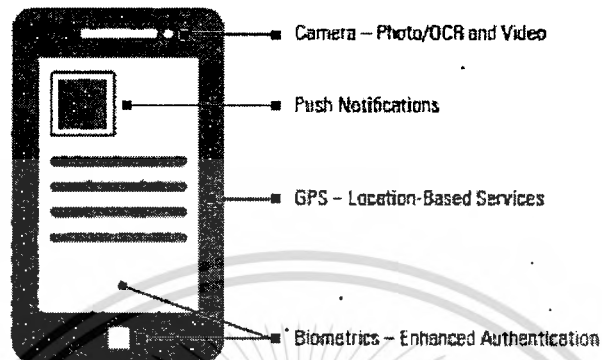 Camera – Photo/OCR and Video
Push Notifications
GPS – Location-Based Services
Biometrics – Enhanced Authentication